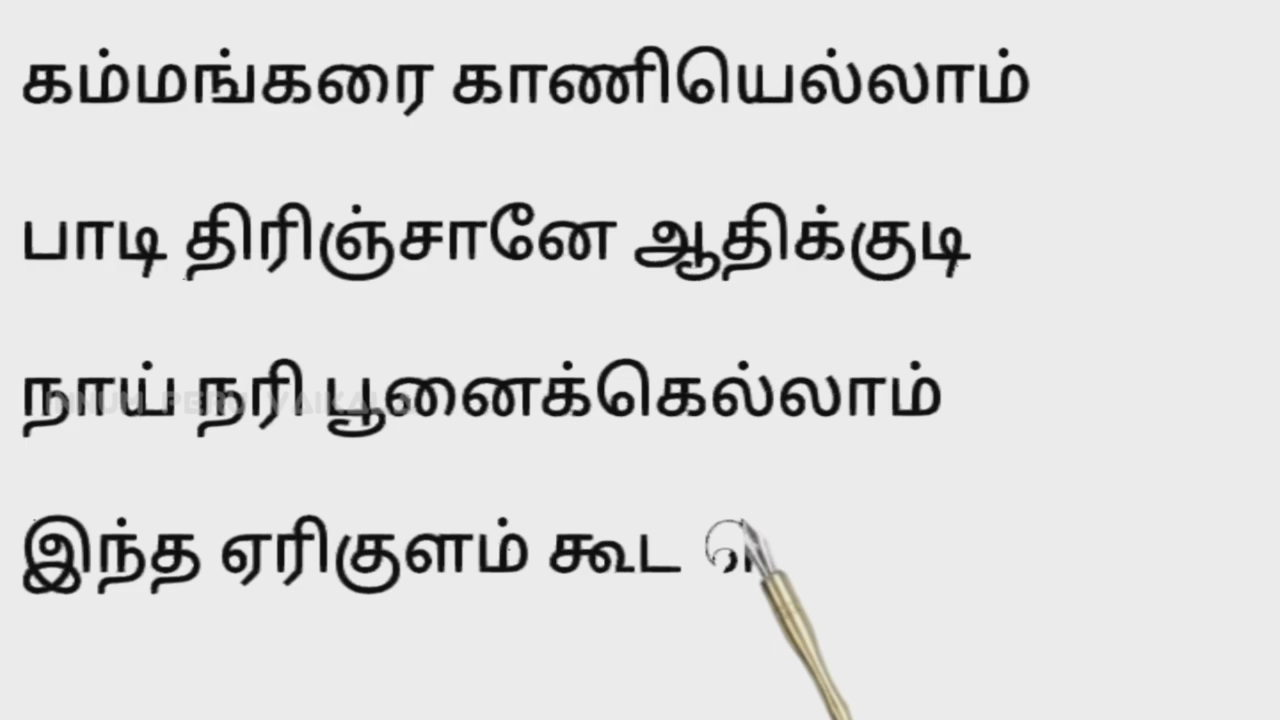 கம்மங்கரை காணியெல்லாம்
பாடி திரிஞ்சானே ஆதிக்குடி
நாய் நரி பூனைக்கெல்லாம்
இந்த ஏரிகுளம் கூட